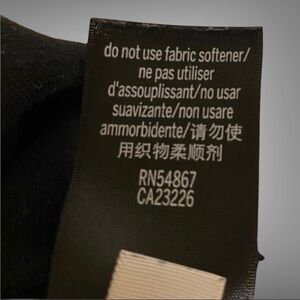 do not use fabric softener/
ne pas utiliser
d'assouplissant/no usar
suavizante/non usare
ammorbidente/请勿使
用织物柔顺剂
RN54867
CA23226